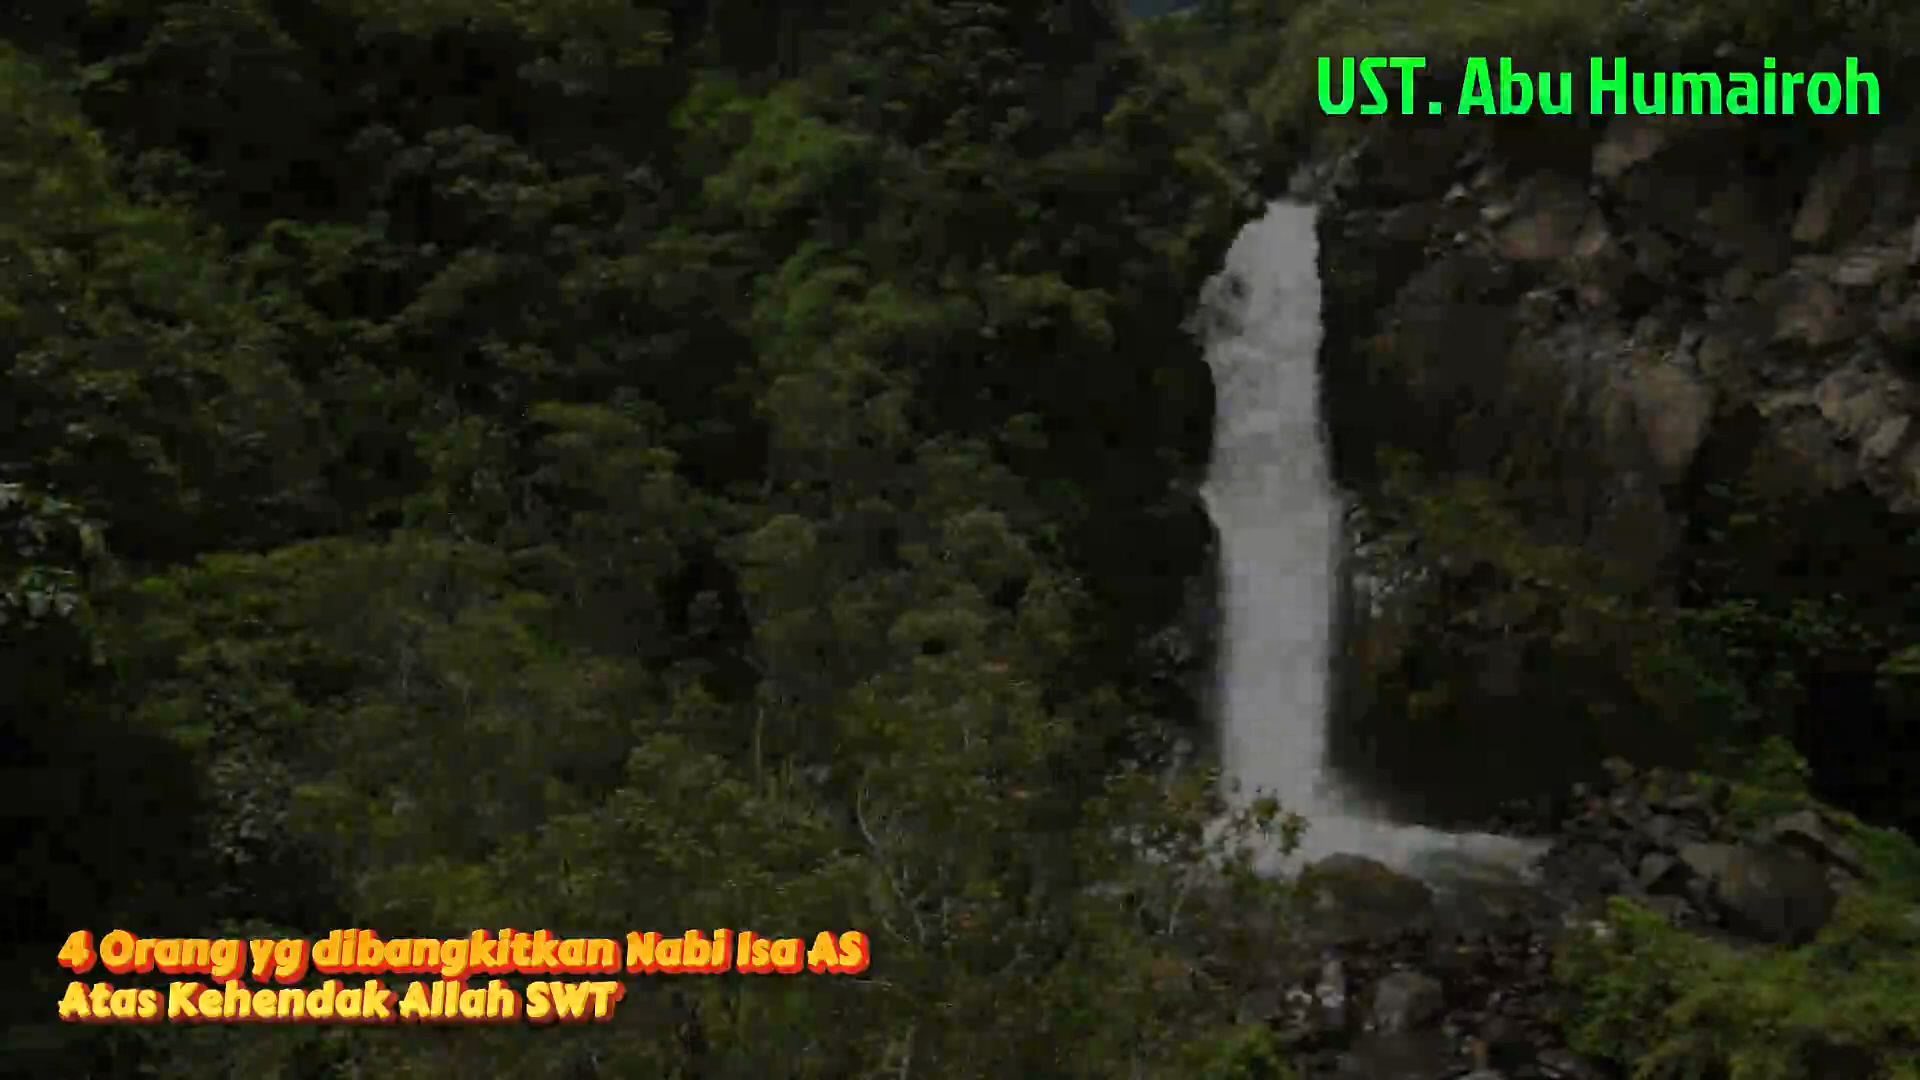 UST. Abu Humairoh
4 Orang yg dibangkitkan Nabi Isa AS
Atas Kehendak Allah SWT